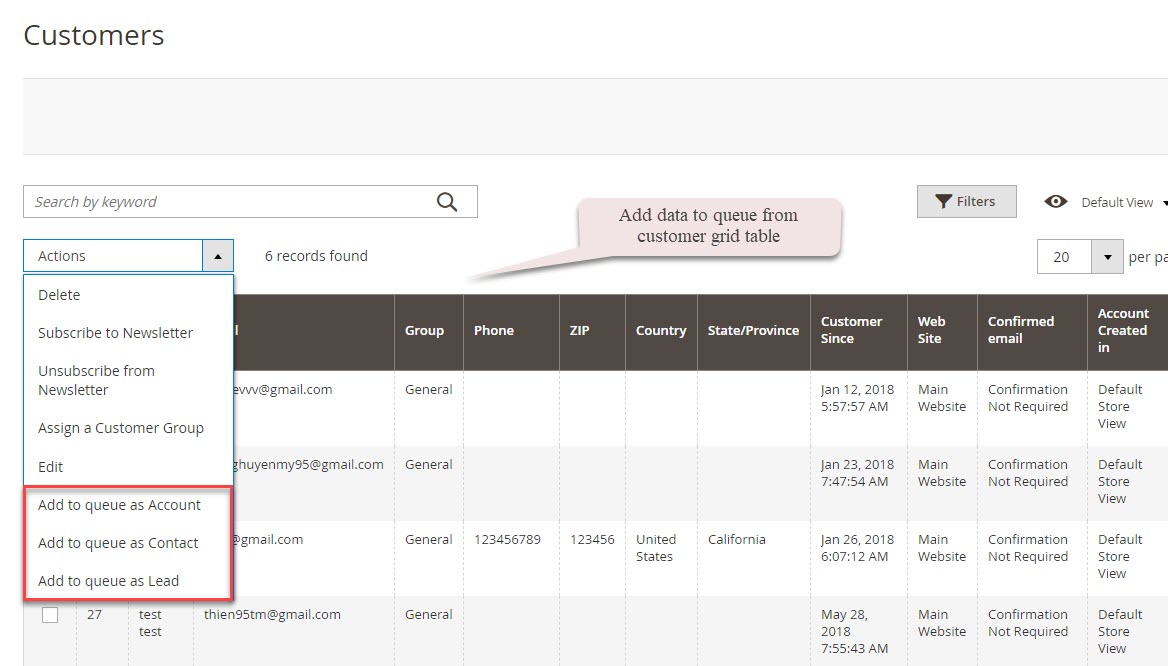 Customers
Search by keyword
Filters
Default View
Add data to queue from
customer grid table
Actions
6 records found
20
per pa
Delete
Subscribe to Newsletter
Unsubscribe from
Newsletter
Assign a Customer Group
Edit
Add to queue as Account
Add to queue as Contact
Add to queue as Lead
l Group Phone ZIP Country State/Province Customer Since Web Site Confirmed email Account Created in
evvv@gmail.com General Jan 12, 2018 Main Confirmation Default
5:57:57 AM Website Not Required Store
View
ghuyenmy95@gmail.com General Jan 23, 2018 Main Confirmation Default
7:47:54 AM Website Not Required Store
View
@gmail.com General 123456789 123456 United California Jan 26, 2018 Main Confirmation Default
States 6:07:12 AM Website Not Required Store
View
27 test thien95tm@gmail.com General May 28, Main Confirmation Default
test 2018 Website Not Required Store
7:55:43 AM View